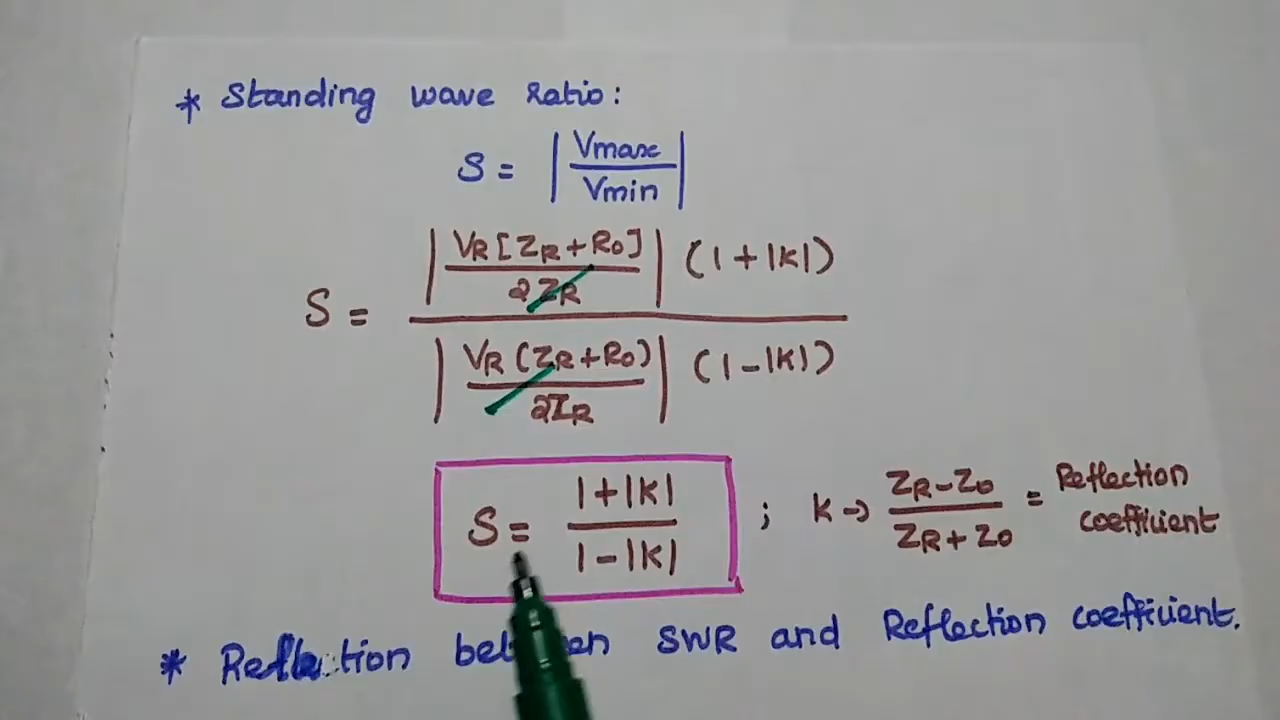 * Standing wave Ratio:
S = |Vmax / Vmin|
S = |VR[ZR+R0] / 2ZR| (1+|K|) / |VR(ZR+R0) / 2ZR| (1-|K|)
S = 1+|K| / 1-|K| ; K → ZR-Z0 / ZR+Z0 = Reflection coefficient
* between SWR and Reflection coefficient.